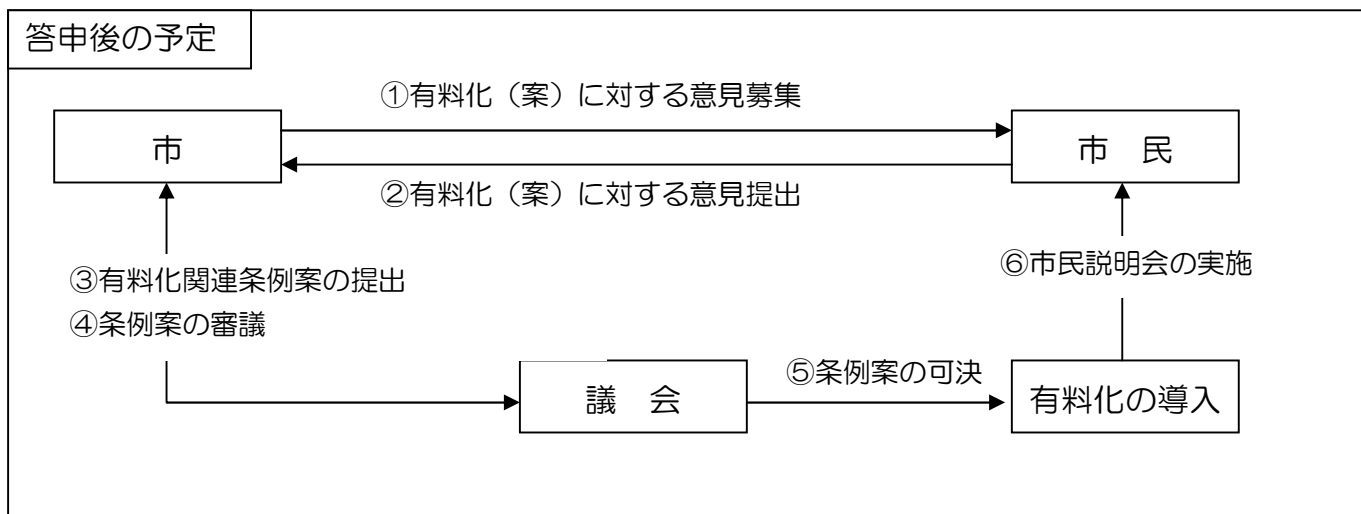 答申後の予定
①有料化（案）に対する意見募集
市
市　民
②有料化（案）に対する意見提出
③有料化関連条例案の提出
④条例案の審議
⑥市民説明会の実施
議　会
⑤条例案の可決
有料化の導入